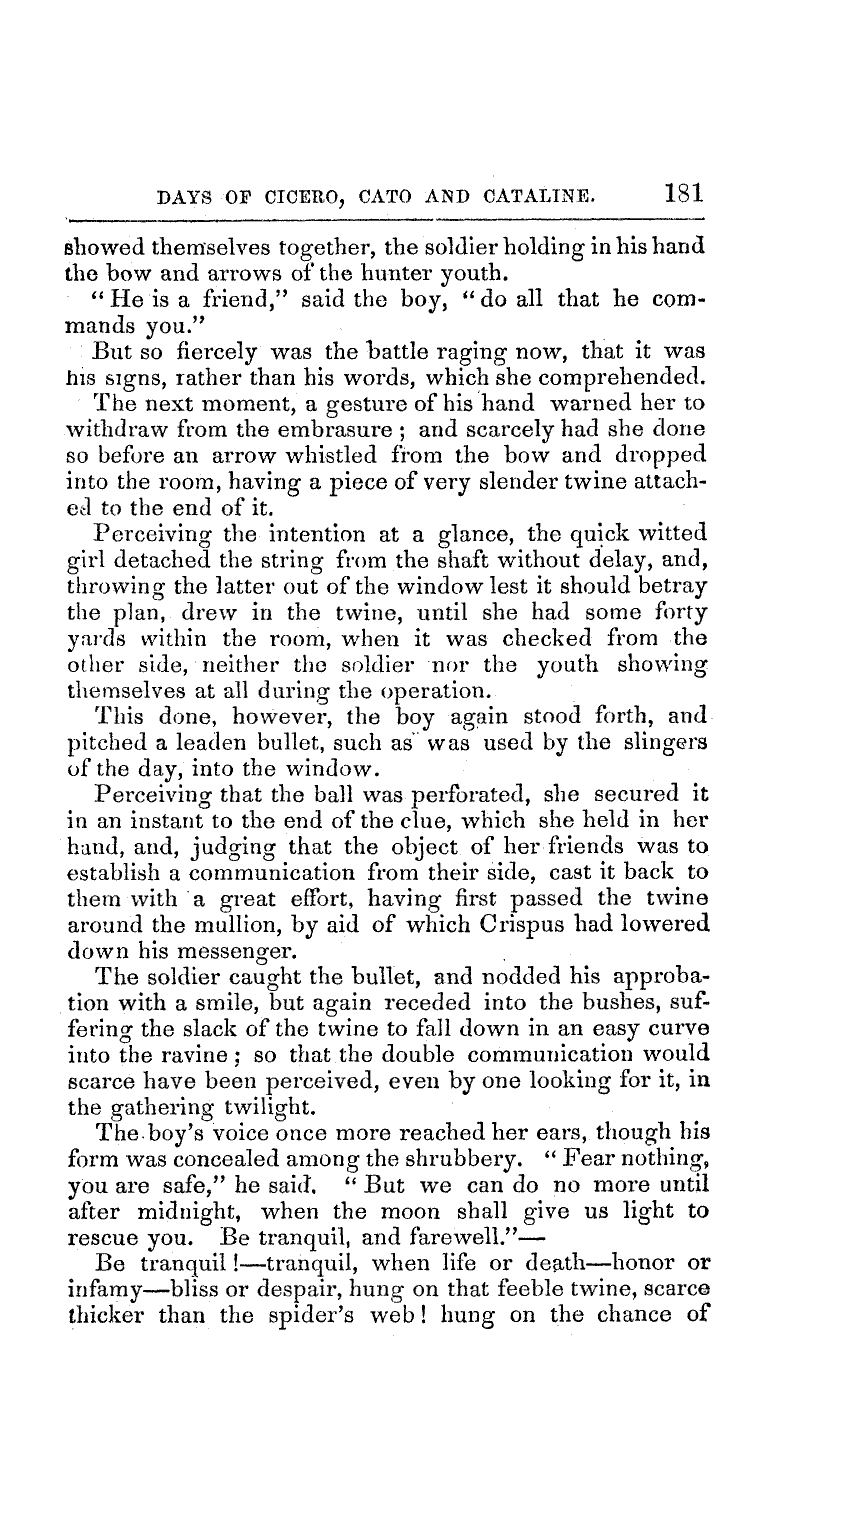 DAYS OF CICERO, CATO AND CATALINE. 181
showed themselves together, the soldier holding in his hand
the bow and arrows of the hunter youth.
“ He is a friend,” said the boy, “ do all that he com-
mands you.”
But so fiercely was the battle raging now, that it was
his signs, rather than his words, which she comprehended.
The next moment, a gesture of his hand warned her to
withdraw from the embrasure ; and scarcely had she done
so before an arrow whistled from the bow and dropped
into the room, having a piece of very slender twine attach-
ed to the end of it.
Perceiving the intention at a glance, the quick witted
girl detached the string from the shaft without delay, and,
throwing the latter out of the window lest it should betray
the plan, drew in the twine, until she had some forty
yards within the room, when it was checked from the
other side, neither the soldier nor the youth showing
themselves at all during the operation.
This done, however, the boy again stood forth, and
pitched a leaden bullet, such as was used by the slingers
of the day, into the window.
Perceiving that the ball was perforated, she secured it
in an instant to the end of the clue, which she held in her
hand, and, judging that the object of her friends was to
establish a communication from their side, cast it back to
them with a great effort, having first passed the twine
around the mullion, by aid of which Crispus had lowered
down his messenger.
The soldier caught the bullet, and nodded his approba-
tion with a smile, but again receded into the bushes, suf-
fering the slack of the twine to fall down in an easy curve
into the ravine ; so that the double communication would
scarce have been perceived, even by one looking for it, in
the gathering twilight.
The boy’s voice once more reached her ears, though his
form was concealed among the shrubbery. “ Fear nothing,
you are safe,” he said. “ But we can do no more until
after midnight, when the moon shall give us light to
rescue you. Be tranquil, and farewell.”—
Be tranquil !—tranquil, when life or death—honor or
infamy—bliss or despair, hung on that feeble twine, scarce
thicker than the spider’s web ! hung on the chance of